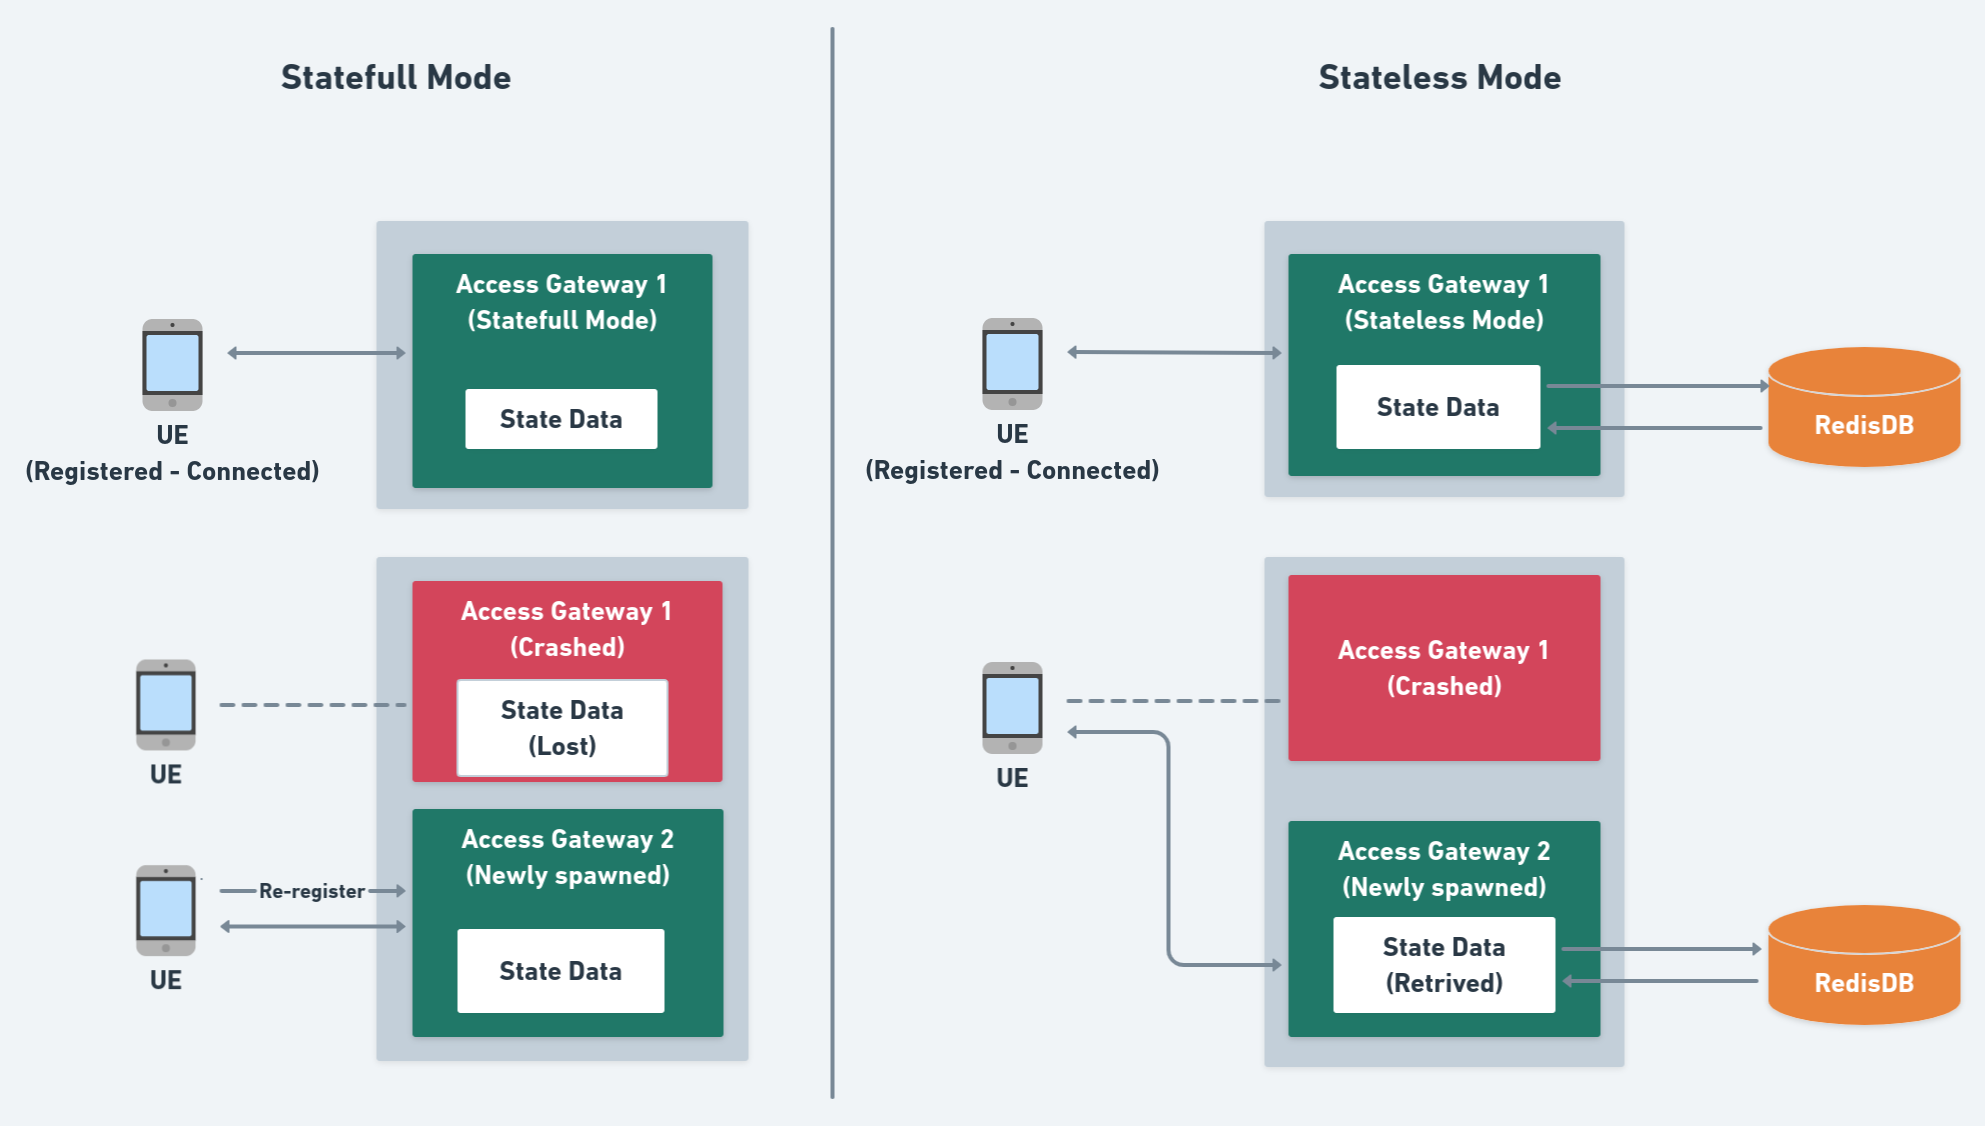 Statefull Mode
Access Gateway 1
(Statefull Mode)
State Data
UE
(Registered - Connected)
Access Gateway 1
(Crashed)
State Data
(Lost)
UE
Access Gateway 2
(Newly spawned)
Re-register
State Data
UE
Stateless Mode
Access Gateway 1
(Stateless Mode)
State Data
RedisDB
UE
(Registered - Connected)
Access Gateway 1
(Crashed)
UE
Access Gateway 2
(Newly spawned)
State Data
(Retrived)
RedisDB